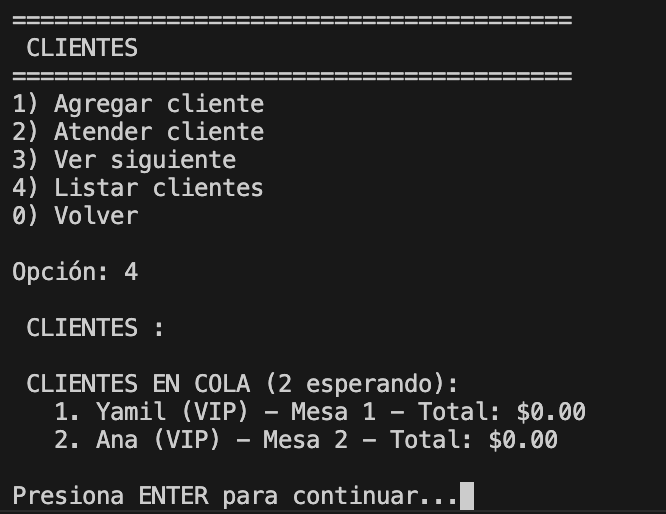 ========================================
CLIENTES
========================================
1) Agregar cliente
2) Atender cliente
3) Ver siguiente
4) Listar clientes
0) Volver
Opción: 4
CLIENTES :
CLIENTES EN COLA (2 esperando):
1. Yamil (VIP) – Mesa 1 – Total: $0.00
2. Ana (VIP) – Mesa 2 – Total: $0.00
Presiona ENTER para continuar...